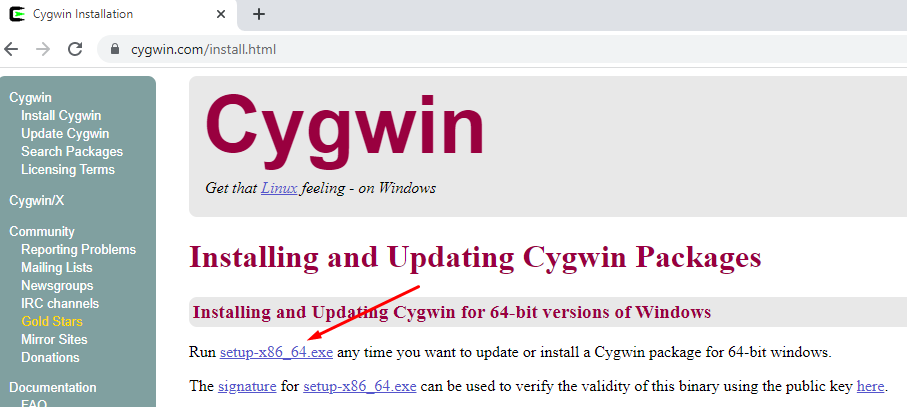 Cygwin Installation
cygwin.com/install.html
Cygwin
Install Cygwin
Update Cygwin
Search Packages
Licensing Terms
Cygwin/X
Community
Reporting Problems
Mailing Lists
Newsgroups
IRC channels
Gold Stars
Mirror Sites
Donations
Documentation
FAQ
Cygwin
Get that Linux feeling - on Windows
Installing and Updating Cygwin Packages
Installing and Updating Cygwin for 64-bit versions of Windows
Run setup-x86_64.exe any time you want to update or install a Cygwin package for 64-bit windows.
The signature for setup-x86_64.exe can be used to verify the validity of this binary using the public key here.